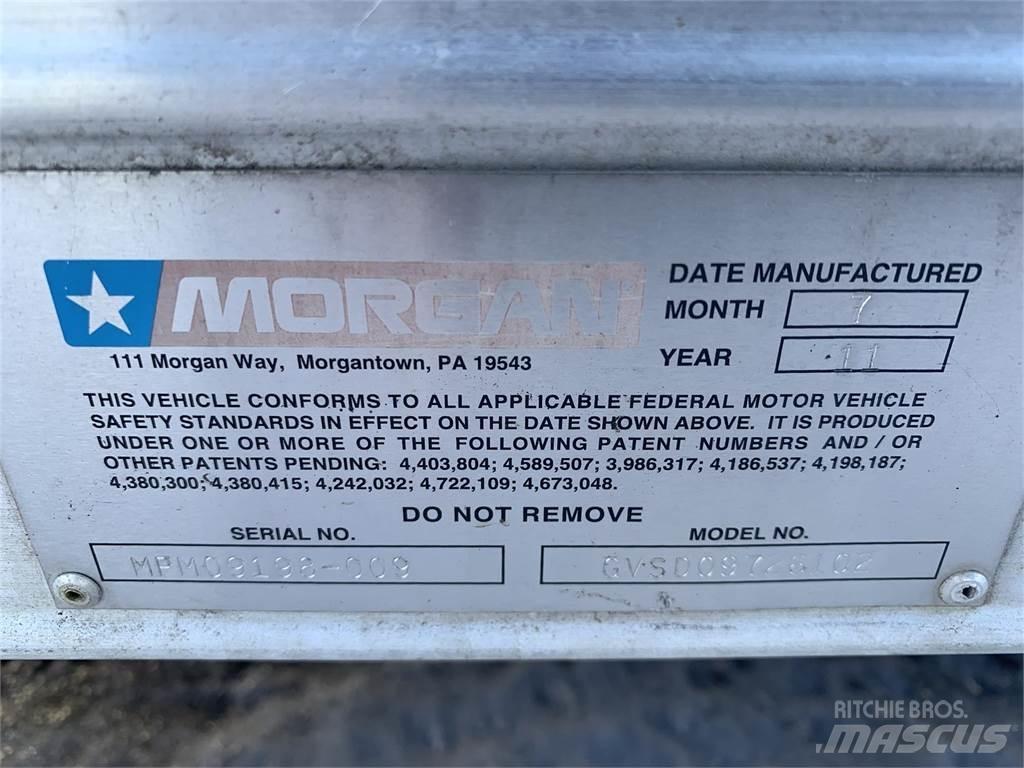 MORGAN
111 Morgan Way, Morgantown, PA 19543
DATE MANUFACTURED
MONTH 7
YEAR 11
THIS VEHICLE CONFORMS TO ALL APPLICABLE FEDERAL MOTOR VEHICLE
SAFETY STANDARDS IN EFFECT ON THE DATE SHOWN ABOVE. IT IS PRODUCED
UNDER ONE OR MORE OF THE FOLLOWING PATENT NUMBERS AND / OR
OTHER PATENTS PENDING: 4,403,804; 4,589,507; 3,986,317; 4,186,537; 4,198,187;
4,380,300; 4,380,415; 4,242,032; 4,722,109; 4,673,048.
DO NOT REMOVE
SERIAL NO. MODEL NO.
MPM09198-009
RITCHIE BROS.
MASCUS